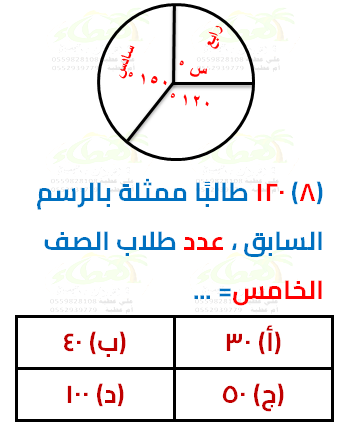 رابع
سادس
س °
١٥٠ °
١٢٠ °
(٨) ١٢٠ طالبًا ممثلة بالرسم
السابق ، عدد طلاب الصف
الخامس= ...
(أ) ٣٠ (ب) ٤٠
(ج) ٥٠ (د) ١٠٠